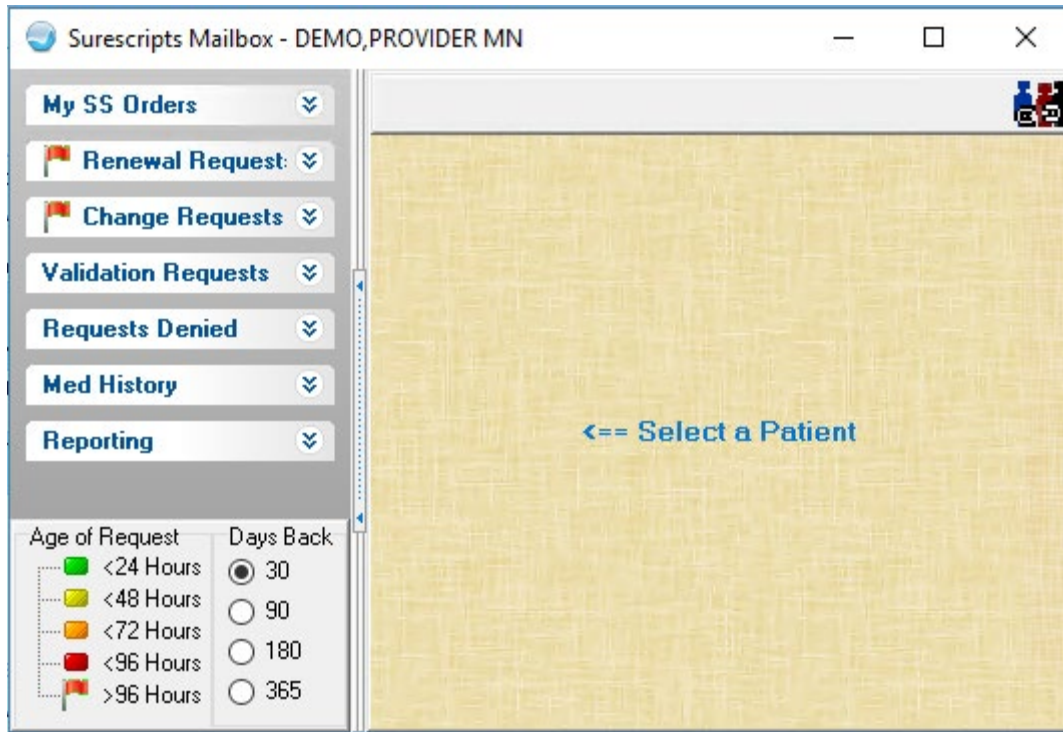 Surescripts Mailbox - DEMO,PROVIDER MN
My SS Orders
Renewal Request
Change Requests
Validation Requests
Requests Denied
Med History
Reporting
<== Select a Patient
Age of Request
<24 Hours
<48 Hours
<72 Hours
<96 Hours
>96 Hours
Days Back
30
90
180
365